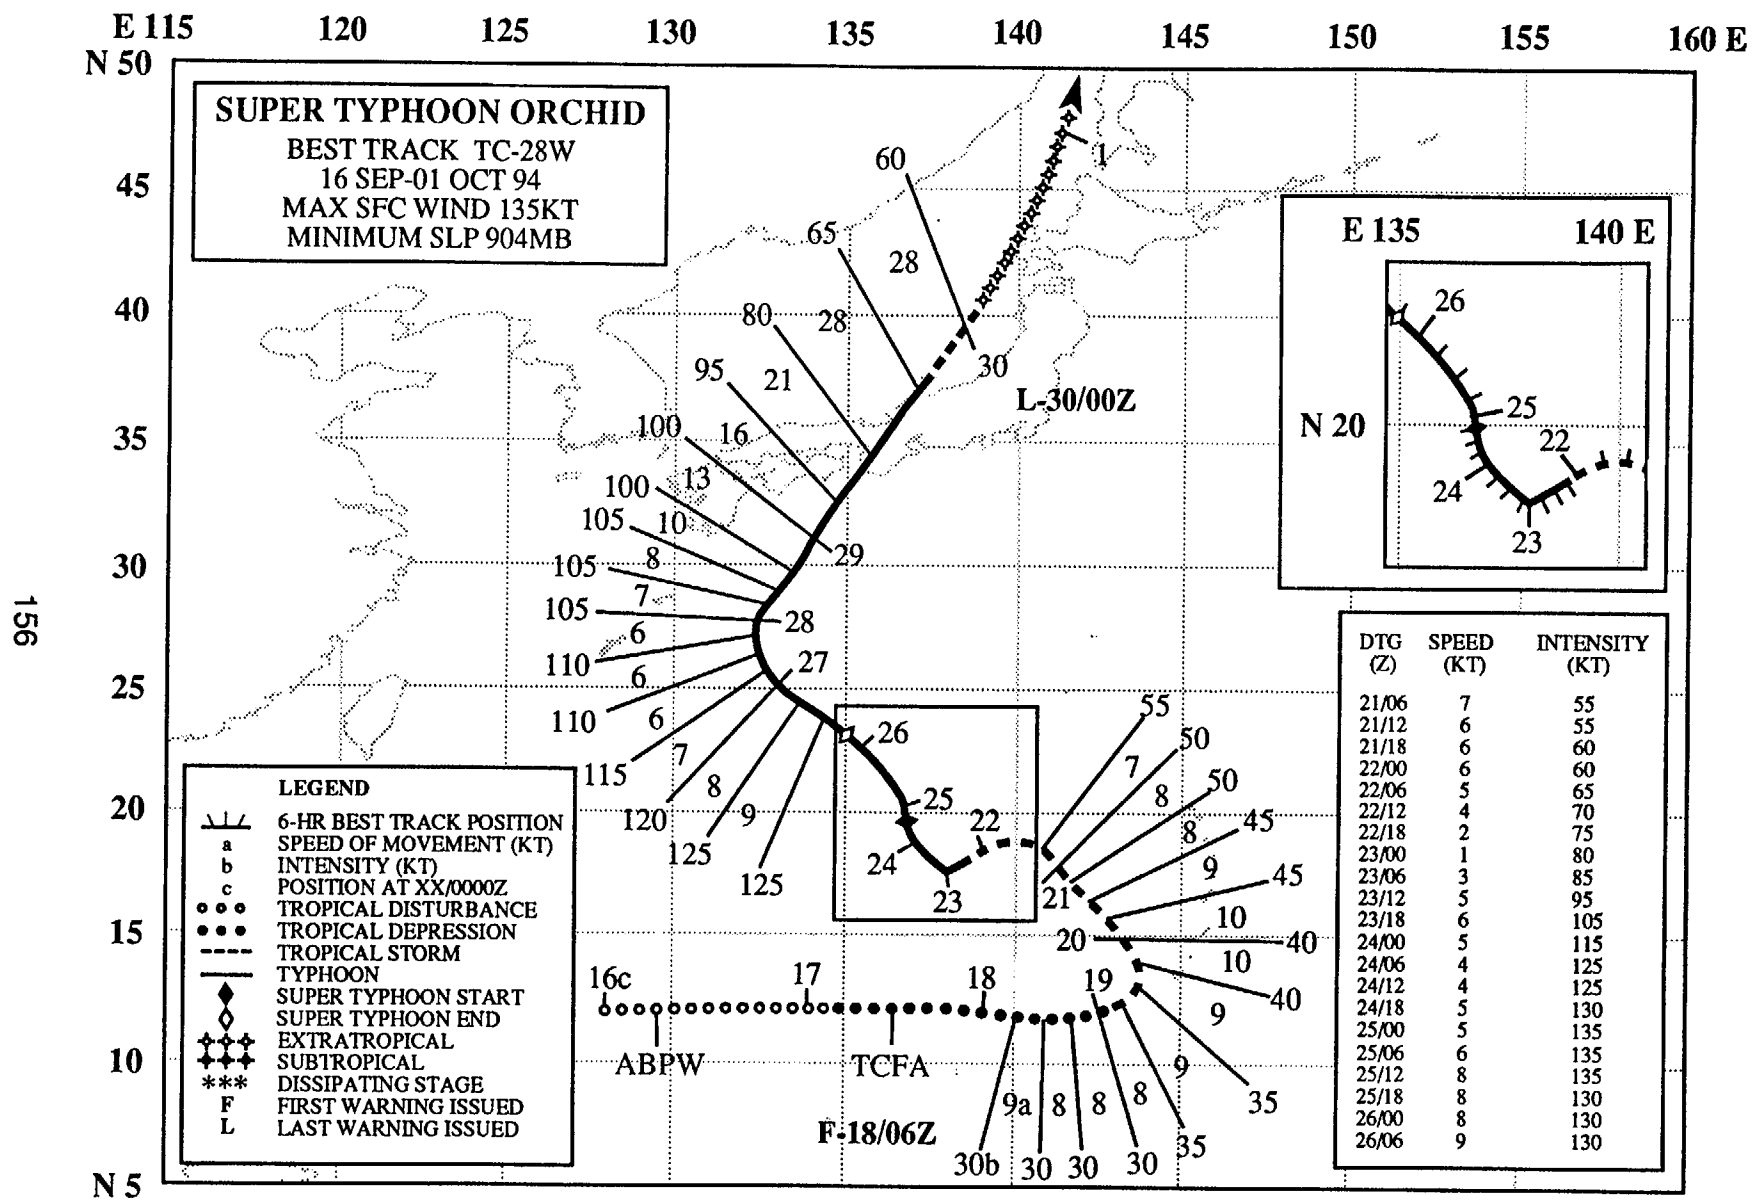 E 115 120 125 130 135 140 145 150 155 160 E
N 50
45
40
35
30
25
20
15
10
N 5
156
SUPER TYPHOON ORCHID
BEST TRACK TC-28W
16 SEP-01 OCT 94
MAX SFC WIND 135KT
MINIMUM SLP 904MB
1
60
65
28
80
28
30
95
21
L-30/00Z
100
16
100
13
105
10
29
105
8
105
7
28
110
6
27
110
6
115
6
120
7
125
8
125
9
26
25
24
23
22
55
7
50
8
50
8
45
9
45
21
10
40
20
10
40
9
35
9
35
16c
17
18
19
ABPW
TCFA
F-18/06Z
9a
8
8
8
30b
30
30
30
E 135 140 E
N 20
26
25
22
24
23
DTG SPEED INTENSITY
(Z) (KT) (KT)
21/06 7 55
21/12 6 55
21/18 6 60
22/00 6 60
22/06 5 65
22/12 4 70
22/18 2 75
23/00 1 80
23/06 3 85
23/12 5 95
23/18 6 105
24/00 5 115
24/06 4 125
24/12 4 125
24/18 5 130
25/00 5 135
25/06 6 135
25/12 8 135
25/18 8 130
26/00 8 130
26/06 9 130
LEGEND
6-HR BEST TRACK POSITION
a SPEED OF MOVEMENT (KT)
b INTENSITY (KT)
c POSITION AT XX/0000Z
TROPICAL DISTURBANCE
TROPICAL DEPRESSION
TROPICAL STORM
TYPHOON
SUPER TYPHOON START
SUPER TYPHOON END
EXTRATROPICAL
SUBTROPICAL
*** DISSIPATING STAGE
F FIRST WARNING ISSUED
L LAST WARNING ISSUED